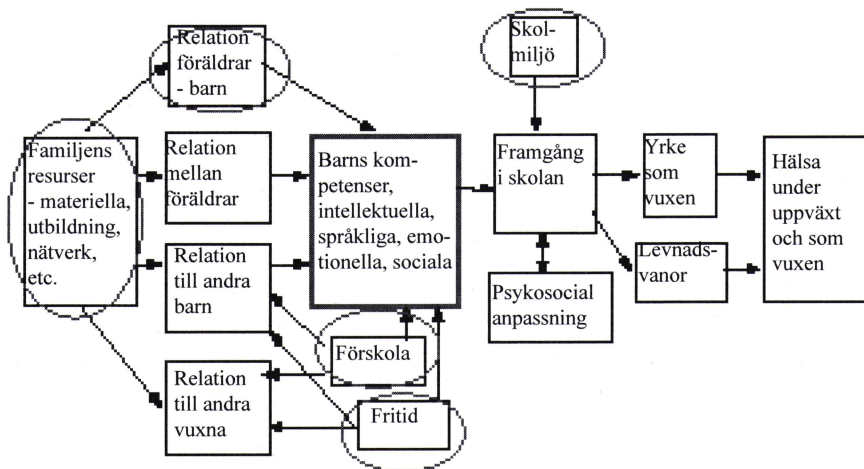 Relation
föräldrar
- barn
Skol-
miljö
Familjens
resurser
- materiella,
utbildning,
nätverk,
etc.
Relation
mellan
föräldrar
Barns kom-
petenser,
intellektuella,
språkliga, emo-
tionella, sociala
Framgång
i skolan
Yrke
som
vuxen
Hälsa
under
uppväxt
och som
vuxen
Relation
till andra
barn
Levnads-
vanor
Psykosocial
anpassning
Förskola
Relation
till andra
vuxna
Fritid